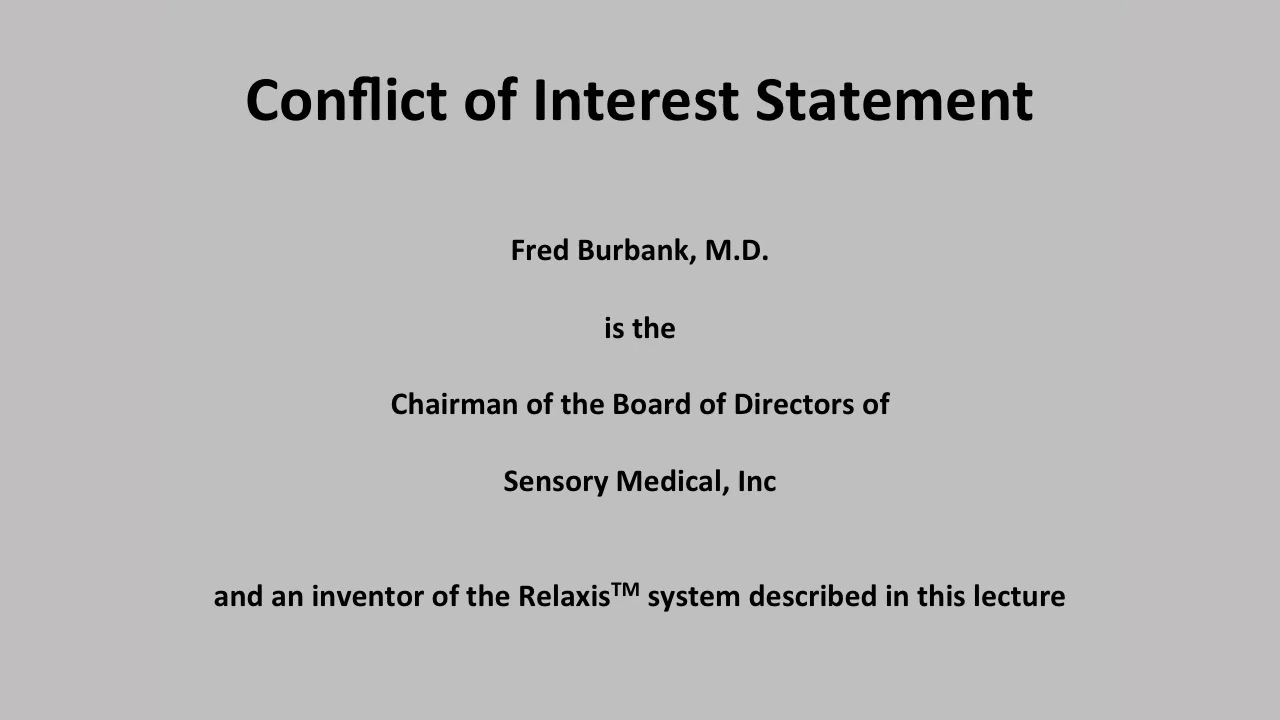 Conflict of Interest Statement
Fred Burbank, M.D.
is the
Chairman of the Board of Directors of
Sensory Medical, Inc
and an inventor of the Relaxis™ system described in this lecture